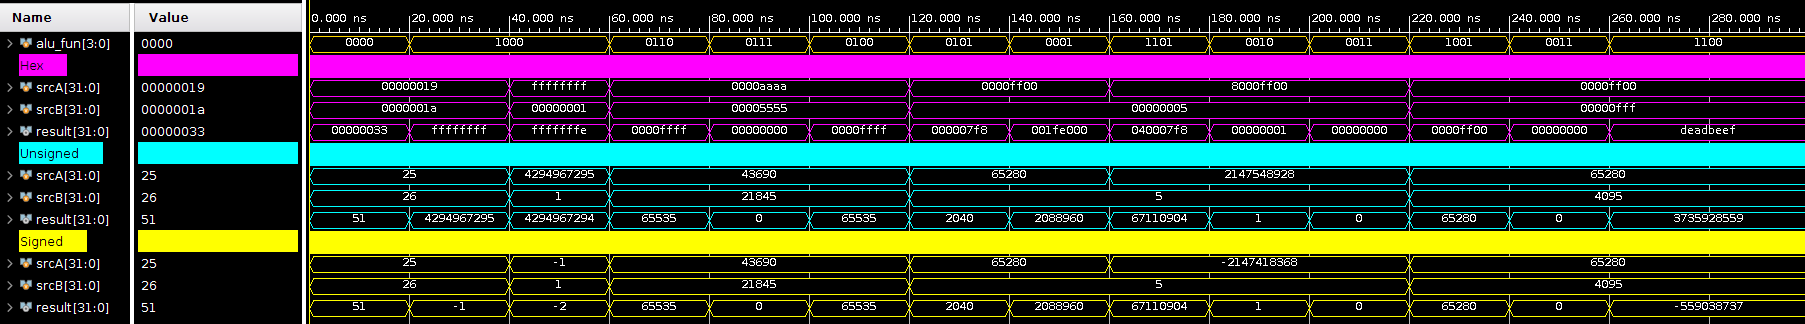 Name Value 0.000 ns 20.000 ns 40.000 ns 60.000 ns 80.000 ns 100.000 ns 120.000 ns 140.000 ns 160.000 ns 180.000 ns 200.000 ns 220.000 ns 240.000 ns 260.000 ns 280.000 ns
alu_fun[3:0] 0000 0000 1000 0110 0111 0100 0101 0001 1101 0010 0011 1001 0011 1100
Hex
srcA[31:0] 00000019 00000019 ffffffff 0000aaaa 0000ff00 8000ff00 0000ff00
srcB[31:0] 0000001a 0000001a 00000001 00005555 00000005 00000fff
result[31:0] 00000033 00000033 ffffffff fffffffe 0000ffff 00000000 0000ffff 000007f8 001fe000 040007f8 00000001 00000000 0000ff00 00000000 deadbeef
Unsigned
srcA[31:0] 25 25 4294967295 43690 65280 2147548928 65280
srcB[31:0] 26 26 1 21845 5 4095
result[31:0] 51 51 4294967295 4294967294 65535 0 65535 2040 2088960 67110904 1 0 65280 0 3735928559
Signed
srcA[31:0] 25 25 -1 43690 65280 -2147418368 65280
srcB[31:0] 26 26 1 21845 5 4095
result[31:0] 51 51 -1 -2 65535 0 65535 2040 2088960 67110904 1 0 65280 0 -559038737